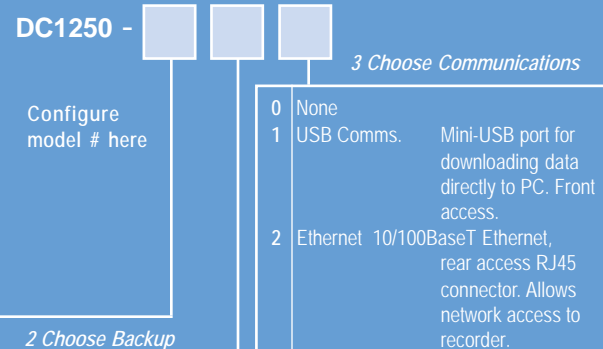 DC1250 -
3 Choose Communications
Configure
model # here
0 None
1 USB Comms. Mini-USB port for
downloading data
directly to PC. Front
access.
2 Ethernet 10/100BaseT Ethernet,
rear access RJ45
connector. Allows
network access to
recorder.
2 Choose Backup